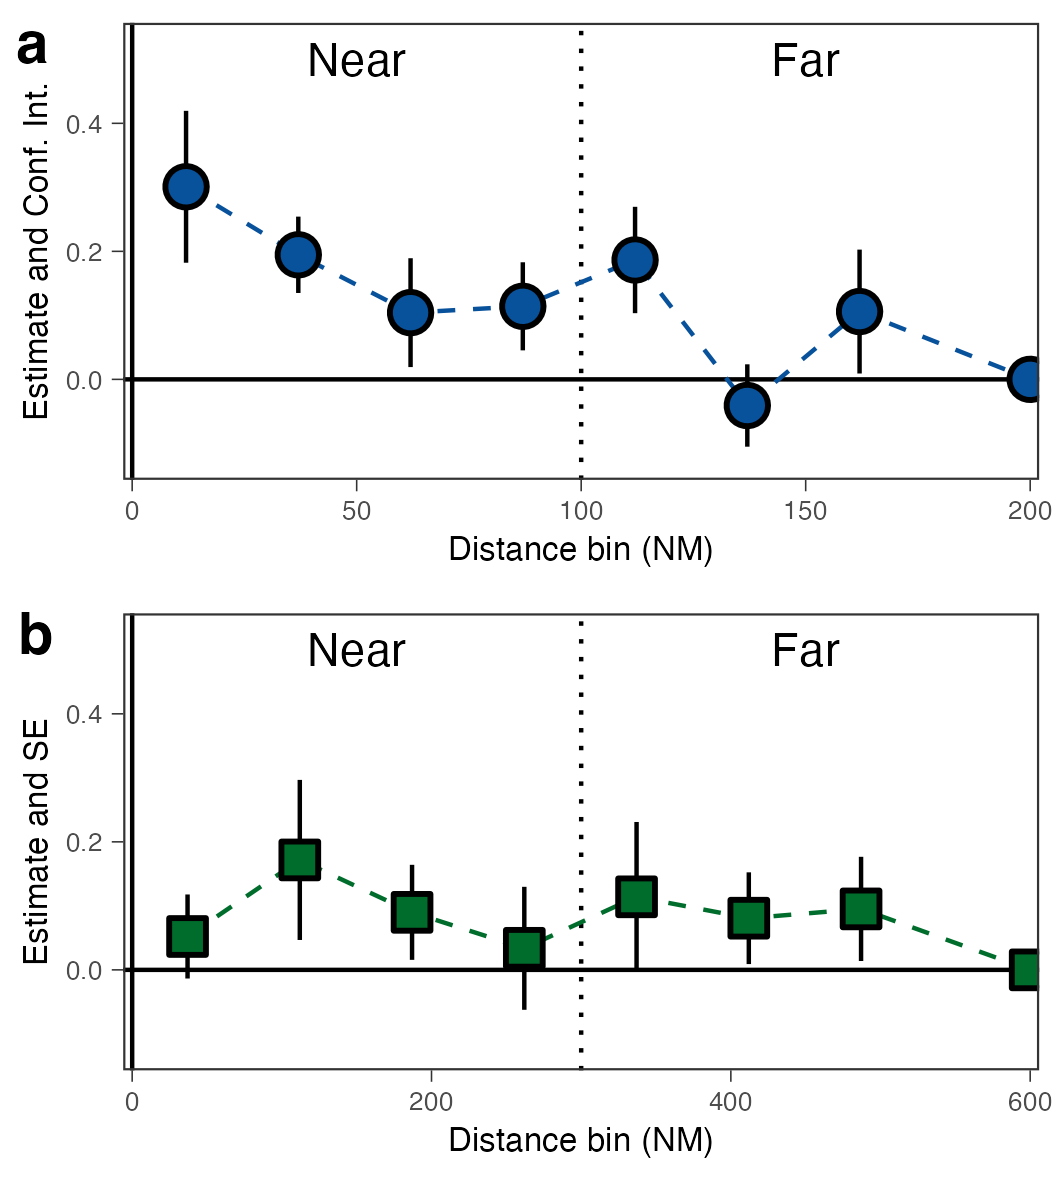 a
Near
Far
Estimate and Conf. Int.
0.4
0.2
0.0
0
50
100
150
200
Distance bin (NM)
b
Near
Far
Estimate and SE
0.4
0.2
0.0
0
200
400
600
Distance bin (NM)